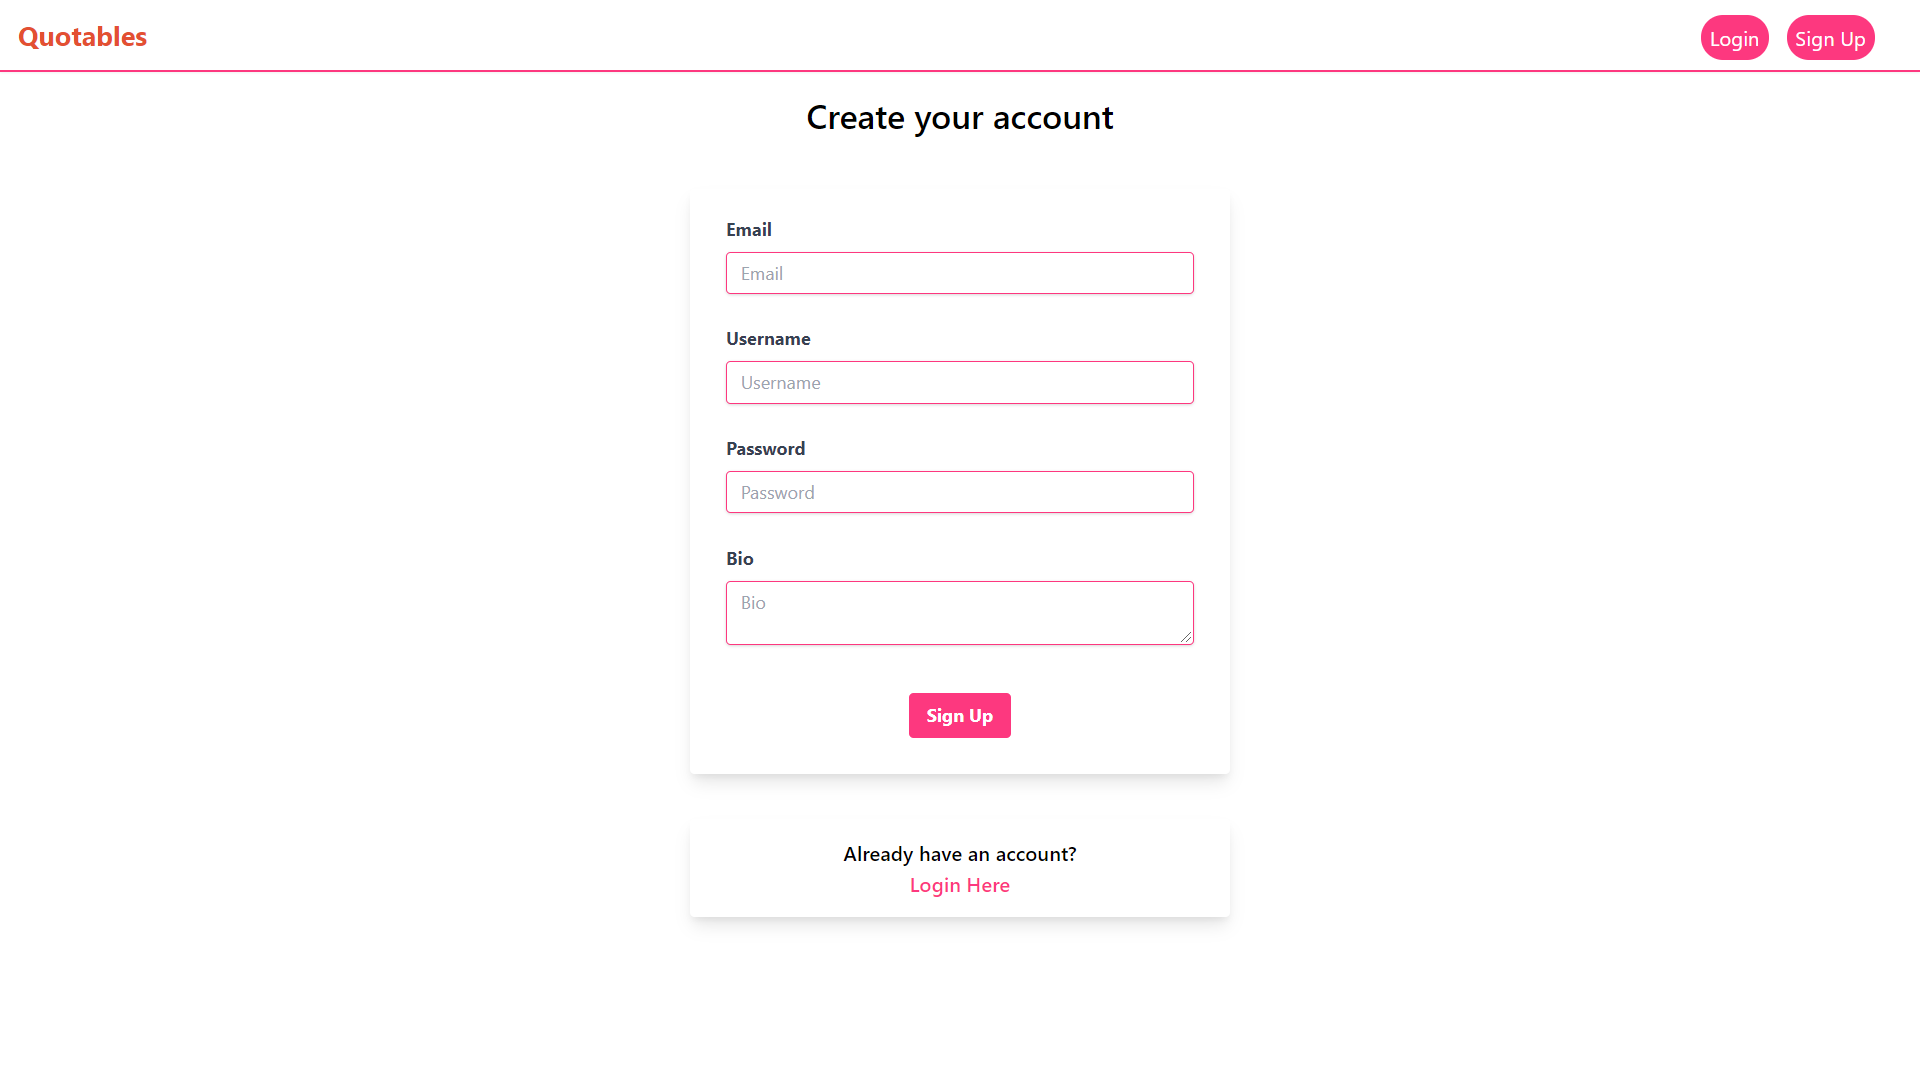 Quotables
Login
Sign Up
Create your account
Email
Email
Username
Username
Password
Password
Bio
Bio
Sign Up
Already have an account?
Login Here